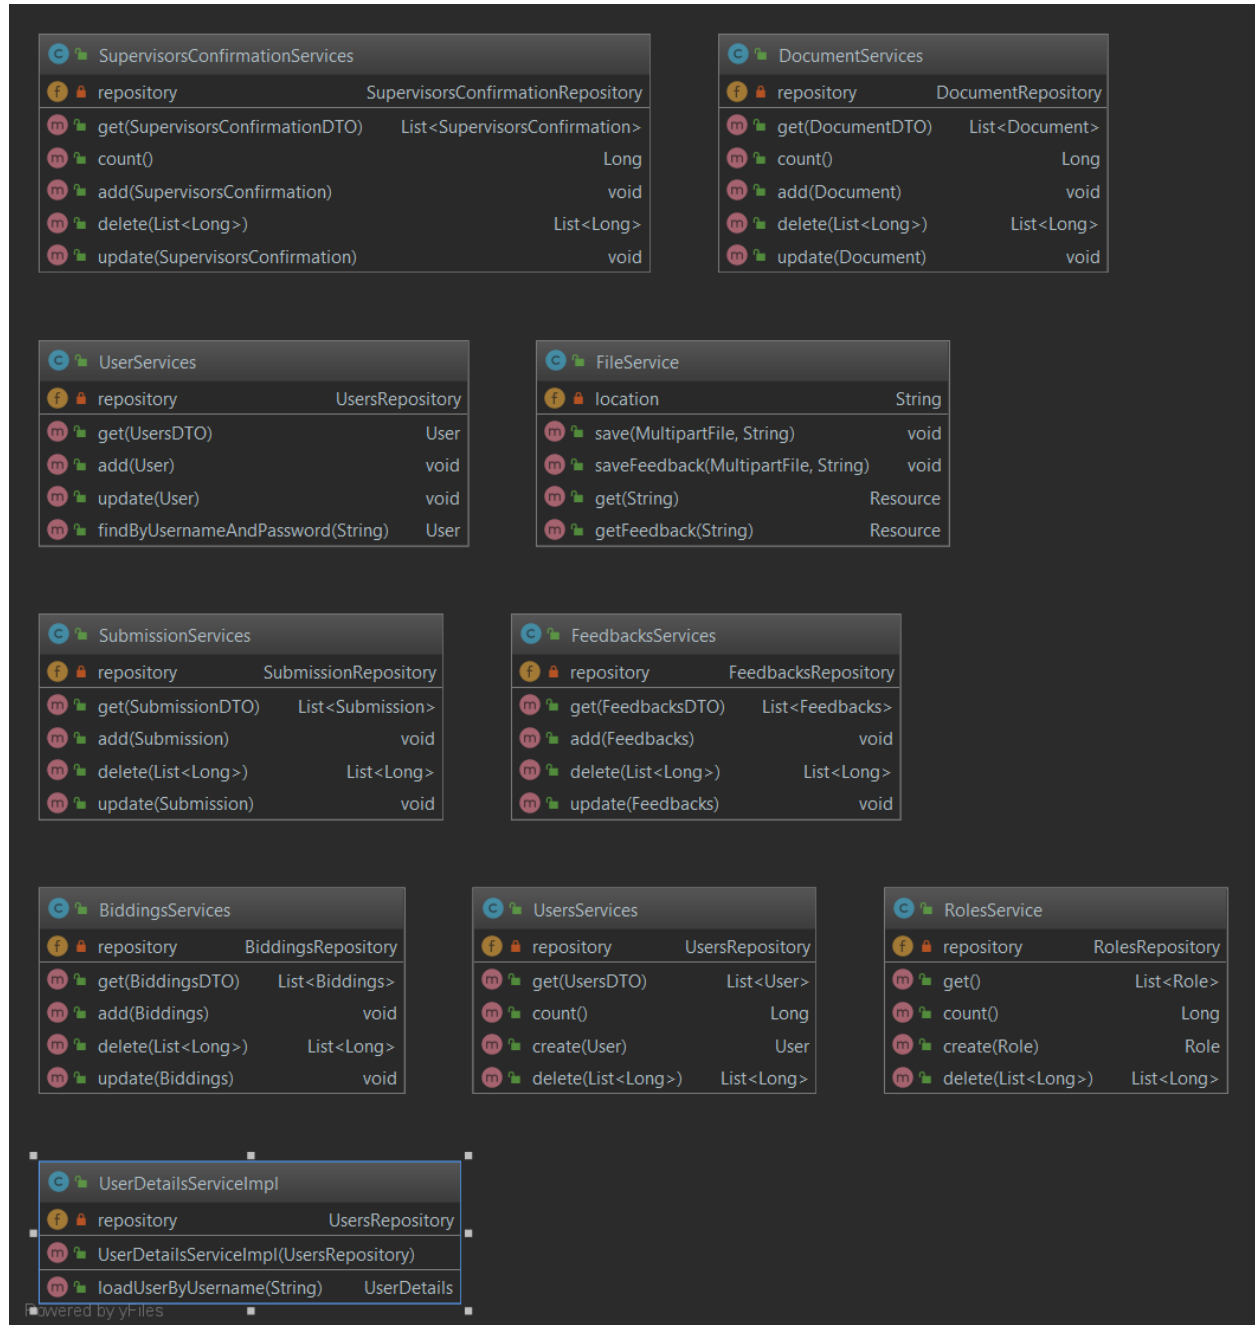 SupervisorsConfirmationServices
repository SupervisorsConfirmationRepository
get(SupervisorsConfirmationDTO) List<SupervisorsConfirmation>
count() Long
add(SupervisorsConfirmation) void
delete(List<Long>) List<Long>
update(SupervisorsConfirmation) void
DocumentServices
repository DocumentRepository
get(DocumentDTO) List<Document>
count() Long
add(Document) void
delete(List<Long>) List<Long>
update(Document) void
UserServices
repository UsersRepository
get(UsersDTO) User
add(User) void
update(User) void
findByUsernameAndPassword(String) User
FileService
location String
save(MultipartFile, String) void
saveFeedback(MultipartFile, String) void
get(String) Resource
getFeedback(String) Resource
SubmissionServices
repository SubmissionRepository
get(SubmissionDTO) List<Submission>
add(Submission) void
delete(List<Long>) List<Long>
update(Submission) void
FeedbacksServices
repository FeedbacksRepository
get(FeedbacksDTO) List<Feedbacks>
add(Feedbacks) void
delete(List<Long>) List<Long>
update(Feedbacks) void
BiddingsServices
repository BiddingsRepository
get(BiddingsDTO) List<Biddings>
add(Biddings) void
delete(List<Long>) List<Long>
update(Biddings) void
UsersServices
repository UsersRepository
get(UsersDTO) List<User>
count() Long
create(User) User
delete(List<Long>) List<Long>
RolesService
repository RolesRepository
get() List<Role>
count() Long
create(Role) Role
delete(List<Long>) List<Long>
UserDetailsServiceImpl
repository UsersRepository
UserDetailsServiceImpl(UsersRepository)
loadUserByUsername(String) UserDetails
Powered by yFiles